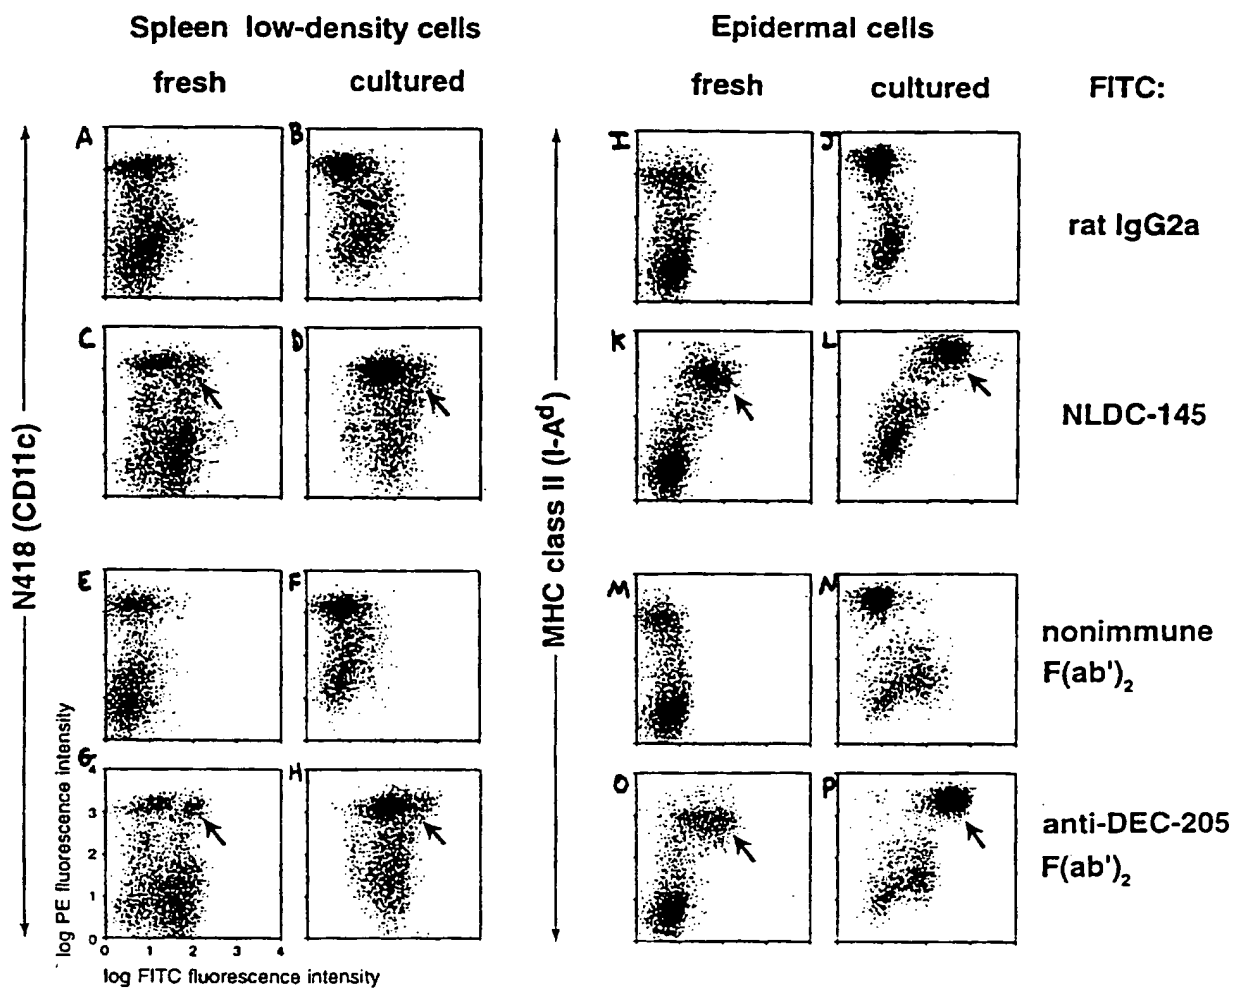 Spleen low-density cells
Epidermal cells
fresh
cultured
fresh
cultured
FITC:
A
B
I
J
rat IgG2a
C
D
K
L
NLDC-145
N418 (CD11c)
MHC class II (I-Aᵈ)
E
F
M
N
nonimmune
F(ab')₂
G
H
O
P
anti-DEC-205
F(ab')₂
log PE fluorescence intensity
4
3
2
1
0
0 1 2 3 4
log FITC fluorescence intensity